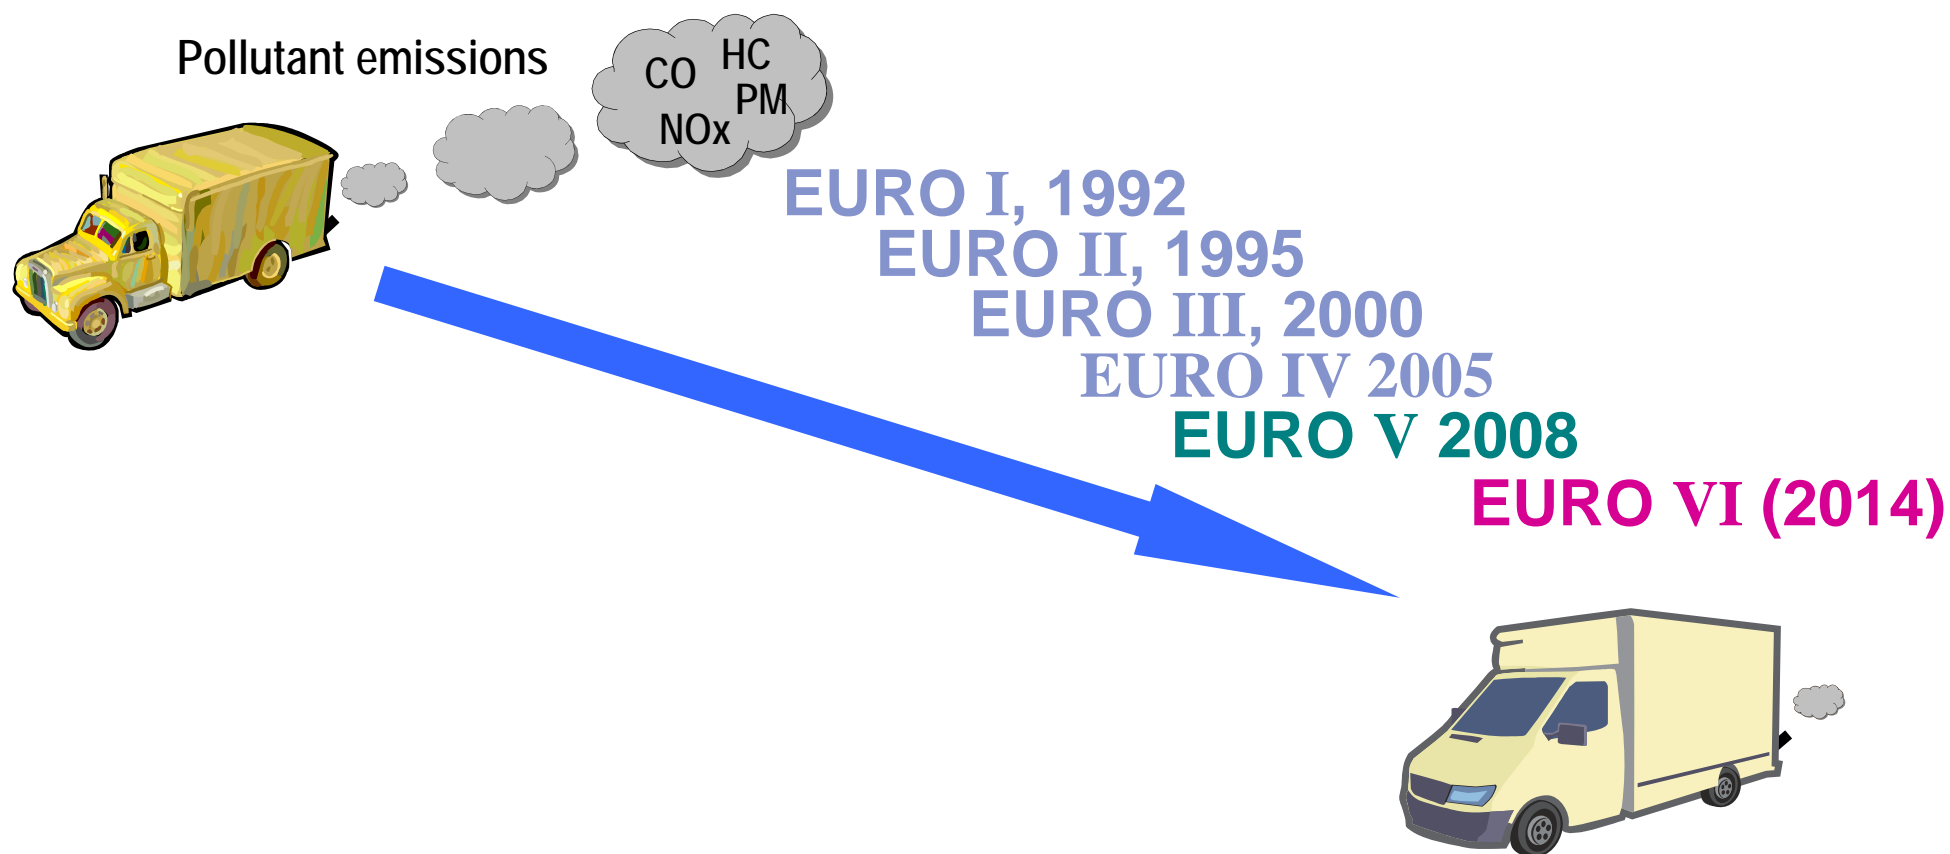 Pollutant emissions
CO HC
PM
NOx
EURO I, 1992
EURO II, 1995
EURO III, 2000
EURO IV 2005
EURO V 2008
EURO VI (2014)